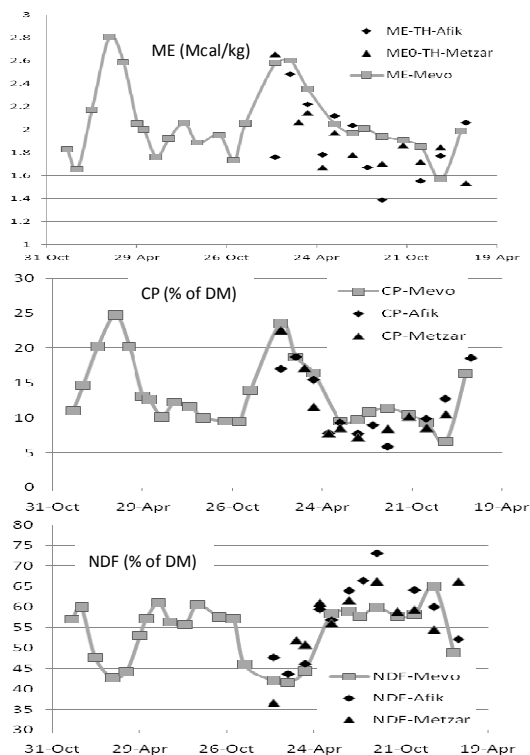 3
2.8
2.6
2.4
2.2
2
1.8
1.6
1.4
1.2
1
ME (Mcal/kg)
ME-TH-Afik
ME0-TH-Metzar
ME-Mevo
31 Oct 29 Apr 26 Oct 24 Apr 21 Oct 19 Apr
30
25
20
15
10
5
0
CP (% of DM)
CP-Mevo
CP-Afik
CP-Metzar
31-Oct 29-Apr 26-Oct 24-Apr 21-Oct 19-Apr
80
75
70
65
60
55
50
45
40
35
30
NDF (% of DM)
NDF-Mevo
NDF-Afik
NDF-Metzar
31-Oct 29-Apr 26-Oct 24-Apr 21-Oct 19-Apr